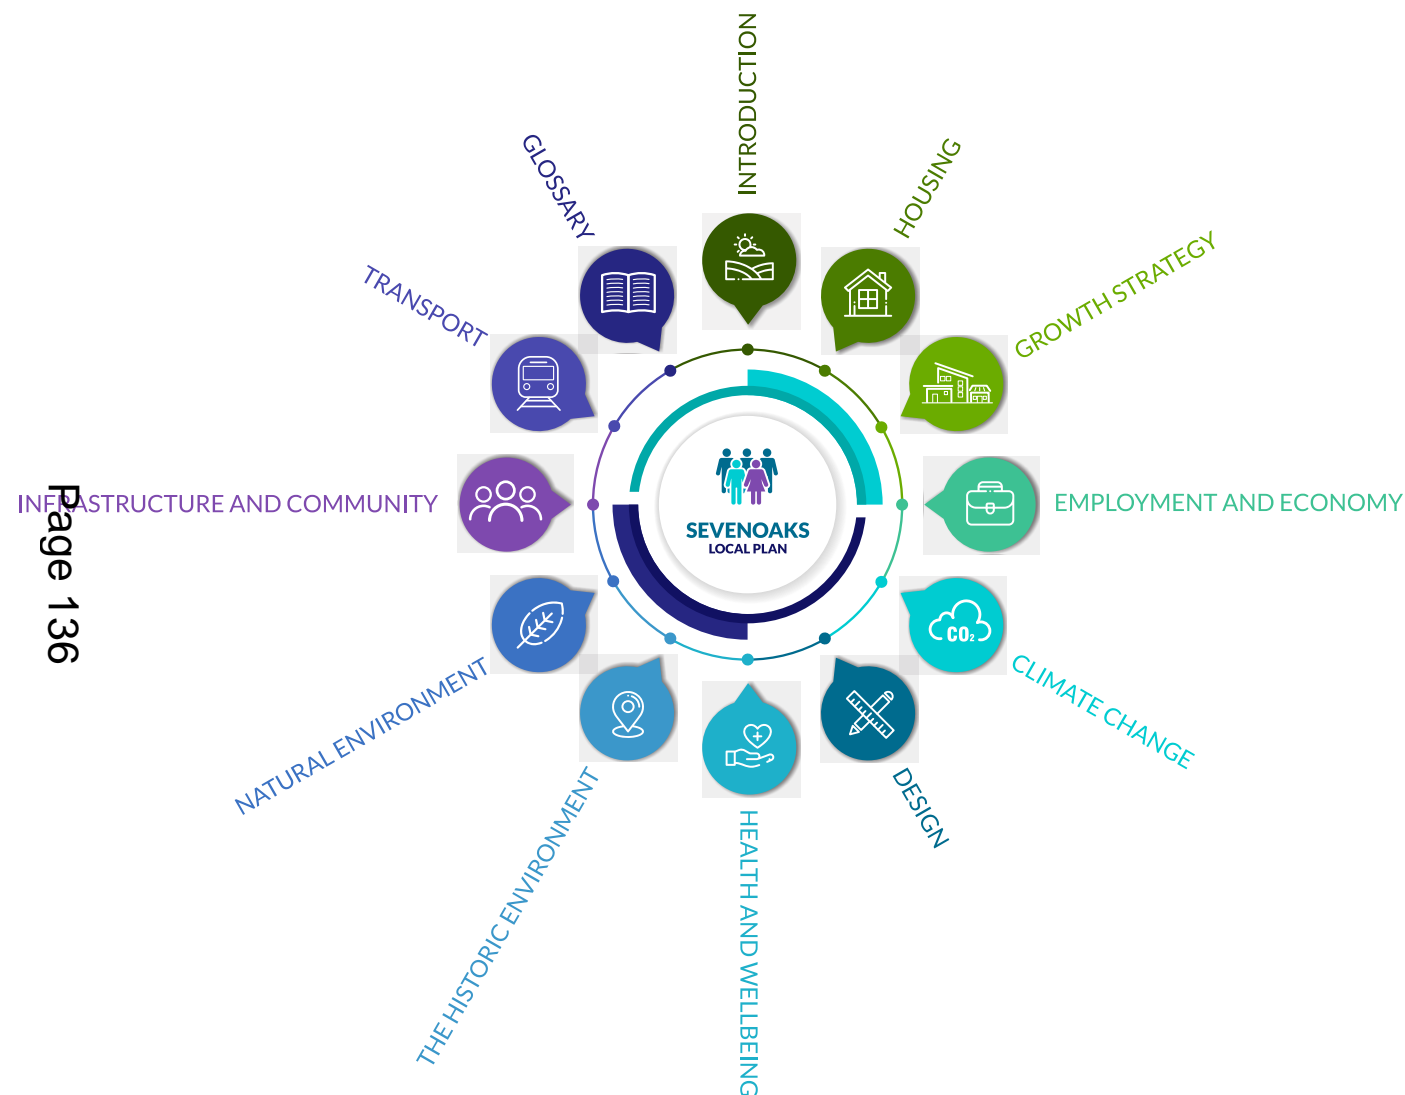 INTRODUCTION
HOUSING
GROWTH STRATEGY
EMPLOYMENT AND ECONOMY
CLIMATE CHANGE
DESIGN
HEALTH AND WELLBEING
THE HISTORIC ENVIRONMENT
NATURAL ENVIRONMENT
INFRASTRUCTURE AND COMMUNITY
TRANSPORT
GLOSSARY
CO₂
SEVENOAKS
LOCAL PLAN
Page 136